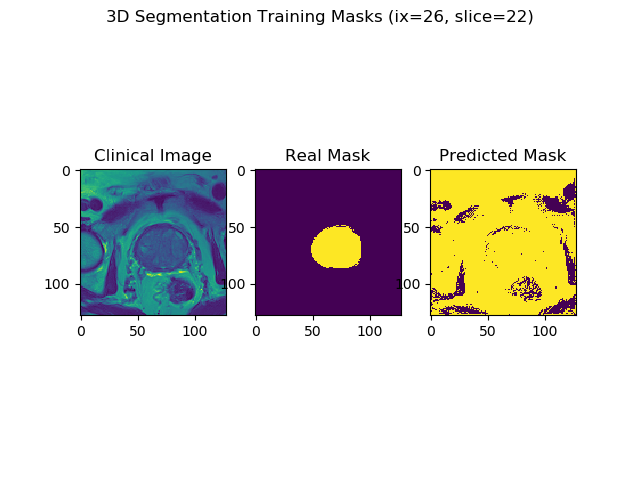 3D Segmentation Training Masks (ix=26, slice=22)
Clinical Image Real Mask Predicted Mask
0 0 0
50 50 50
100 100 100
0 100 0 50 100 0 50 100